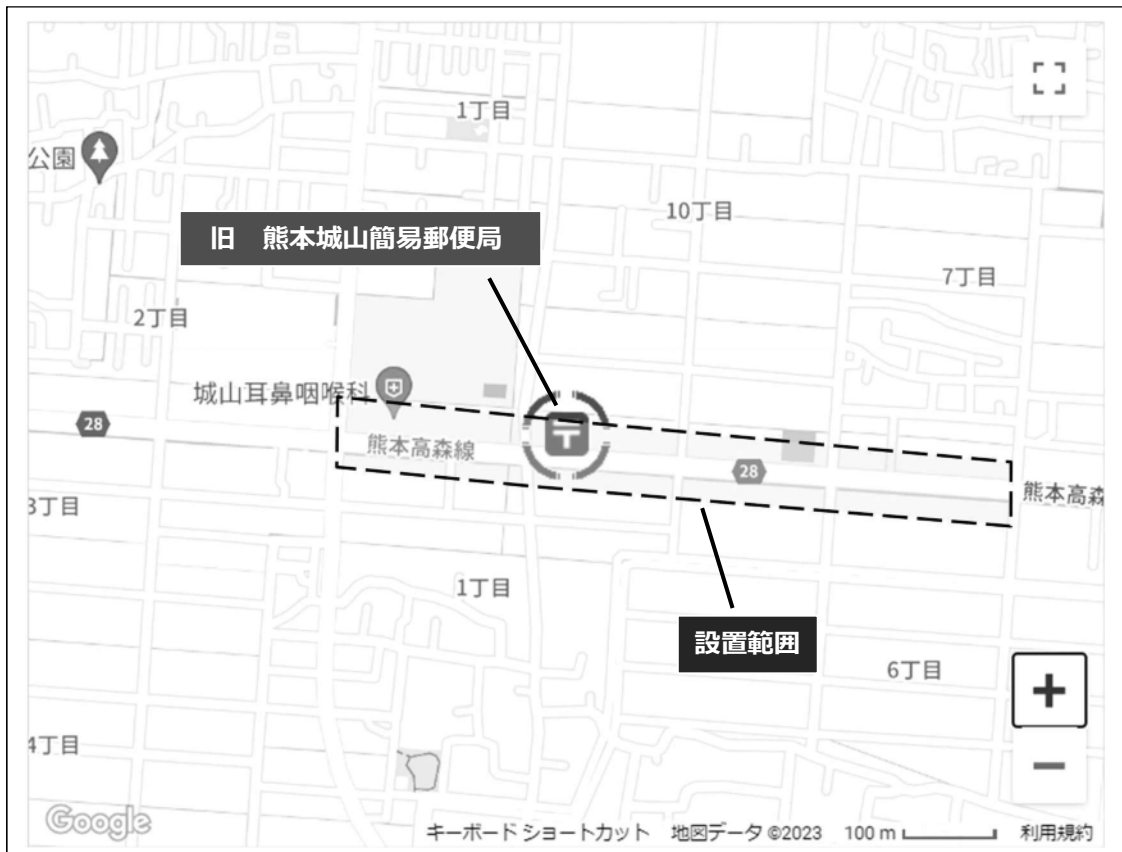 1丁目
公園
10丁目
旧　熊本城山簡易郵便局
7丁目
2丁目
城山耳鼻咽喉科
28
熊本高森線
28
熊本高森
3丁目
1丁目
設置範囲
6丁目
4丁目
Google
キーボード ショートカット 地図データ ©2023 100 m 利用規約